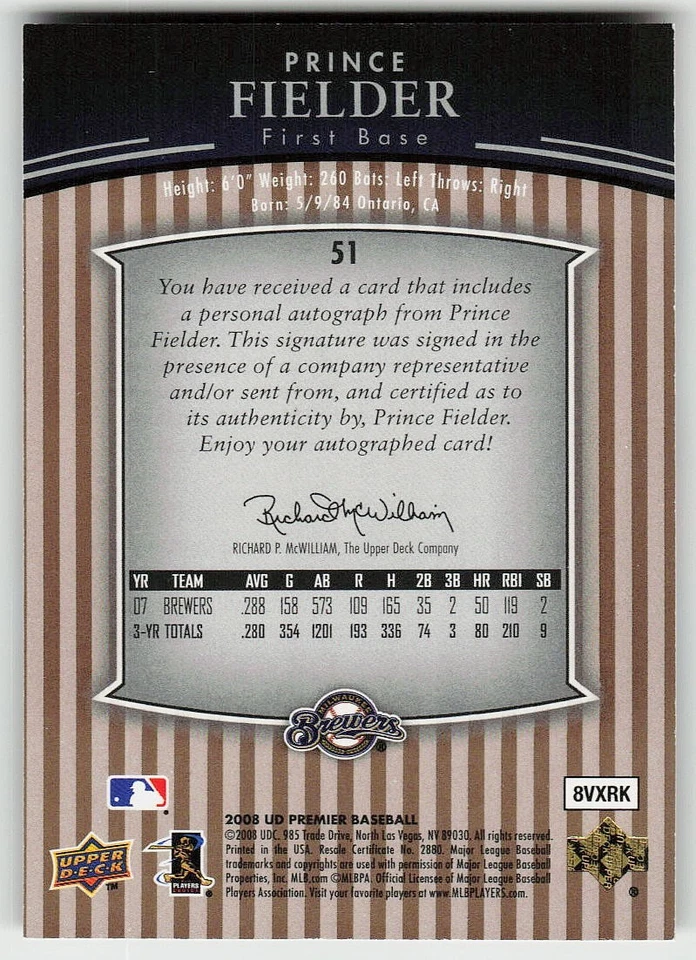 PRINCE
FIELDER
First Base
Height: 6'0" Weight: 260 Bats: Left Throws: Right
Born: 5/9/84 Ontario, CA
51
You have received a card that includes
a personal autograph from Prince
Fielder. This signature was signed in the
presence of a company representative
and/or sent from, and certified as to
its authenticity by, Prince Fielder.
Enjoy your autographed card!
Richard P. McWilliam
RICHARD P. McWILLIAM, The Upper Deck Company
YR TEAM AVG G AB R H 2B 3B HR RBI SB
07 BREWERS .288 158 573 109 165 35 2 50 119 2
3-YR TOTALS .280 354 1201 193 336 74 3 80 210 9
MILWAUKEE
Brewers ®
8VXRK
2008 UD PREMIER BASEBALL
©2008 UDC. 985 Trade Drive, North Las Vegas, NV 89030. All rights reserved.
Printed in the USA. Resale Certificate No. 2880. Major League Baseball
trademarks and copyrights are used with permission of Major League Baseball
Properties, Inc. MLB.com ©MLBPA. Official Licensee of Major League Baseball
Players Association. Visit your favorite players at www.MLBPLAYERS.com.
UPPER
DECK ™
PLAYERS
CHOICE ®